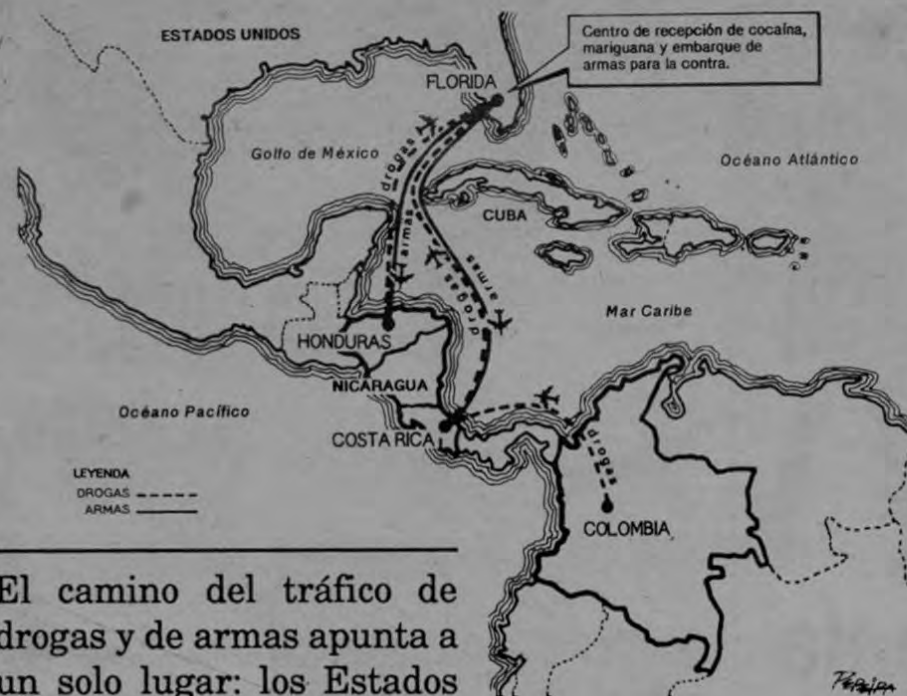 ESTADOS UNIDOS
Centro de recepción de cocaína,
mariguana y embarque de
armas para la contra.
FLORIDA
Golfo de México
Océano Atlántico
drogas
armas
CUBA
drogas
armas
Mar Caribe
HONDURAS
NICARAGUA
Océano Pacífico
COSTA RICA
drogas
LEYENDA
DROGAS
ARMAS
COLOMBIA
El camino del tráfico de
drogas y de armas apunta a
un solo lugar: los Estados